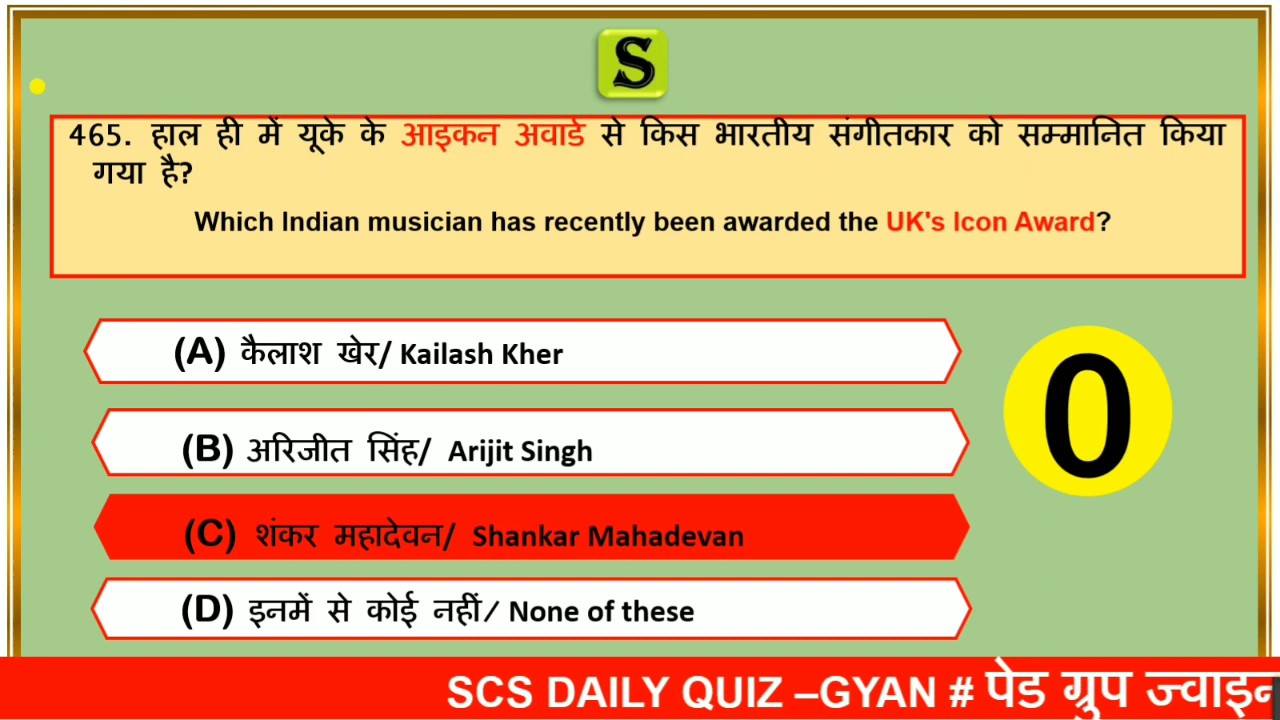 S
465. हाल ही में यूके के आइकन अवार्ड से किस भारतीय संगीतकार को सम्मानित किया
गया है?
Which Indian musician has recently been awarded the UK's Icon Award?
(A) कैलाश खेर/ Kailash Kher
0
(B) अरिजीत सिंह/ Arijit Singh
(C) शंकर महादेवन/ Shankar Mahadevan
(D) इनमें से कोई नहीं/ None of these
SCS DAILY QUIZ –GYAN # पेड ग्रुप